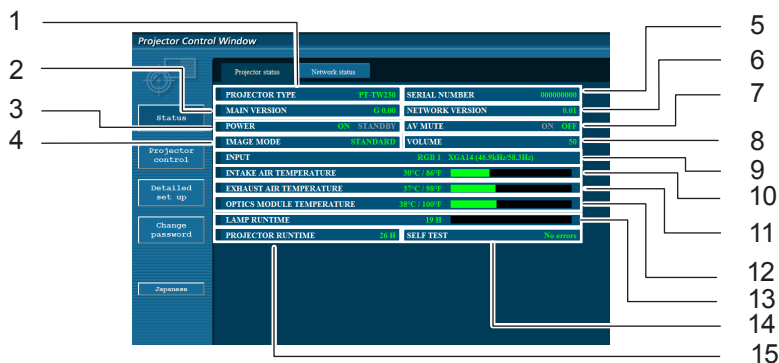 1
Projector Control Window
5
2
Projector status Network status
6
3
PROJECTOR TYPE PT-TW230 SERIAL NUMBER 000000000
7
MAIN VERSION G 0.00 NETWORK VERSION 0.01
4
Status
POWER ON STANDBY AV MUTE ON OFF
8
IMAGE MODE STANDARD VOLUME 50
9
Projector
control
INPUT RGB 1 XGA14 (46.9kHz/58.3Hz)
10
INTAKE AIR TEMPERATURE 30°C / 86°F
Detailed
set up
EXHAUST AIR TEMPERATURE 37°C / 98°F
11
OPTICS MODULE TEMPERATURE 38°C / 100°F
12
Change
password
LAMP RUNTIME 19 H
13
PROJECTOR RUNTIME 26 H SELF TEST No errors
14
Japanese
15